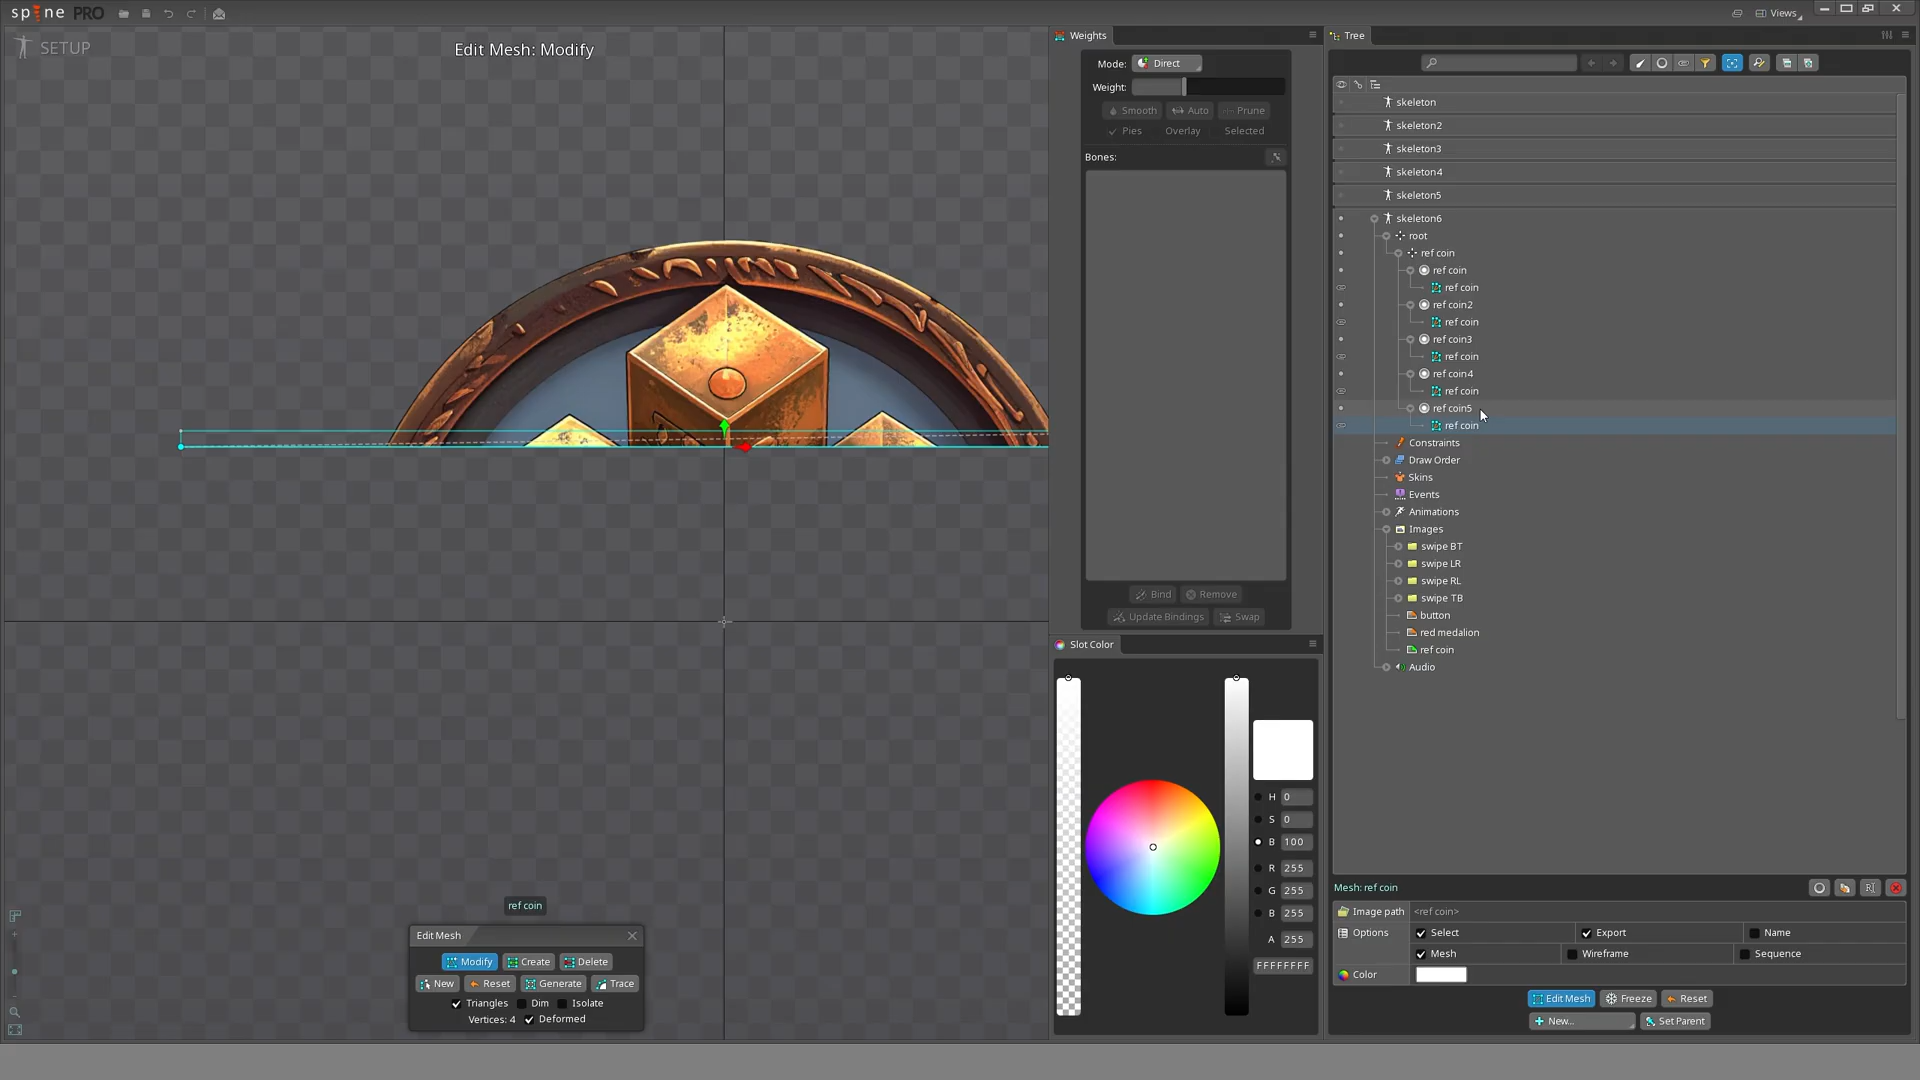 spine PRO
Views
SETUP
Edit Mesh: Modify
Weights
Mode: Direct
Weight:
Smooth Auto Prune
Pies Overlay Selected
Bones:
Bind Remove
Update Bindings Swap
Slot Color
H 0
S 0
B 100
R 255
G 255
B 255
A 255
FFFFFFFF
Tree
skeleton
skeleton2
skeleton3
skeleton4
skeleton5
skeleton6
root
ref coin
ref coin
ref coin
ref coin2
ref coin
ref coin3
ref coin
ref coin4
ref coin
ref coin5
ref coin
Constraints
Draw Order
Skins
Events
Animations
Images
swipe BT
swipe LR
swipe RL
swipe TB
button
red medalion
ref coin
Audio
Mesh: ref coin
Image path <ref coin>
Options Select Export Name
Mesh Wireframe Sequence
Color
Edit Mesh Freeze Reset
New... Set Parent
ref coin
Edit Mesh
Modify Create Delete
New Reset Generate Trace
Triangles Dim Isolate
Vertices: 4 Deformed